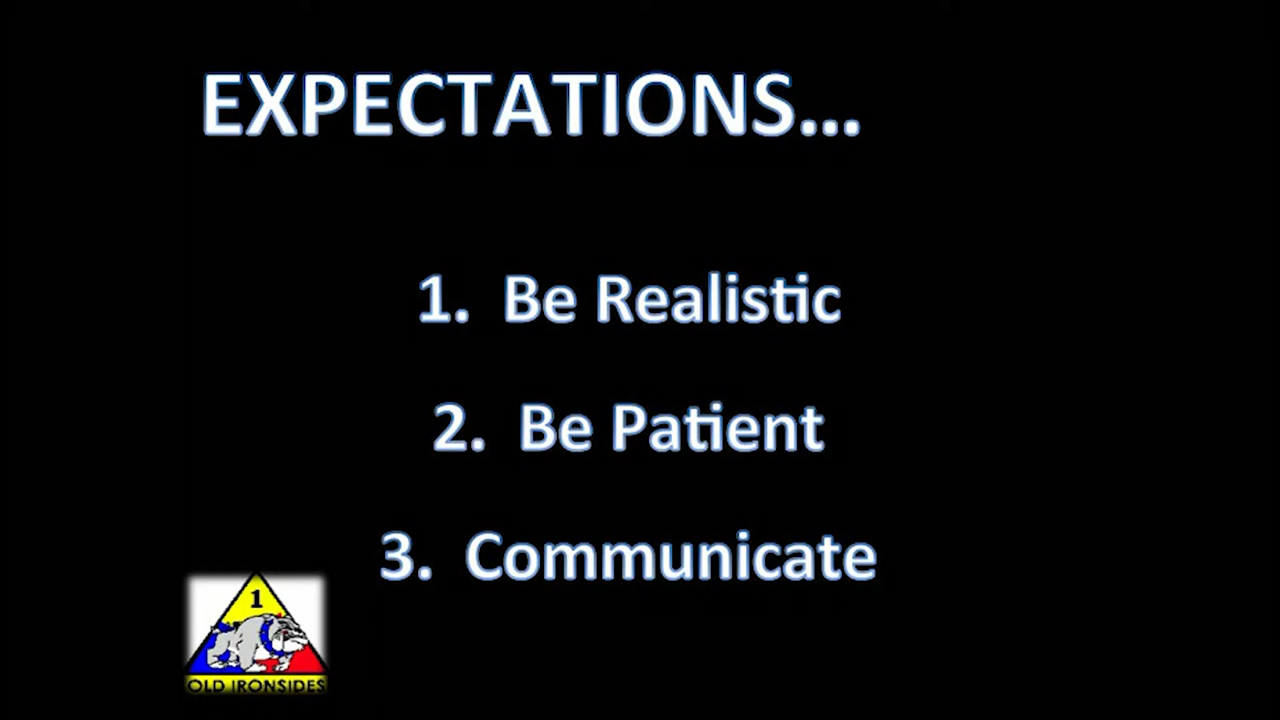 EXPECTATIONS...
1. Be Realistic
2. Be Patient
3. Communicate
1
OLD IRONSIDES